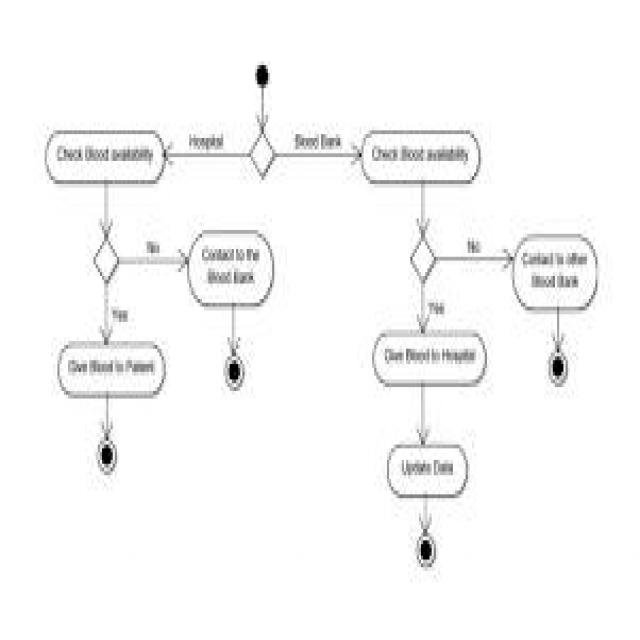 Hospital
Blood Bank
Check Blood availability
Check Blood availability
No
Contact to the
Blood Bank
No
Contact to other
Blood Bank
Yes
Yes
Give Blood to Patient
Give Blood to Hospital
Update Data